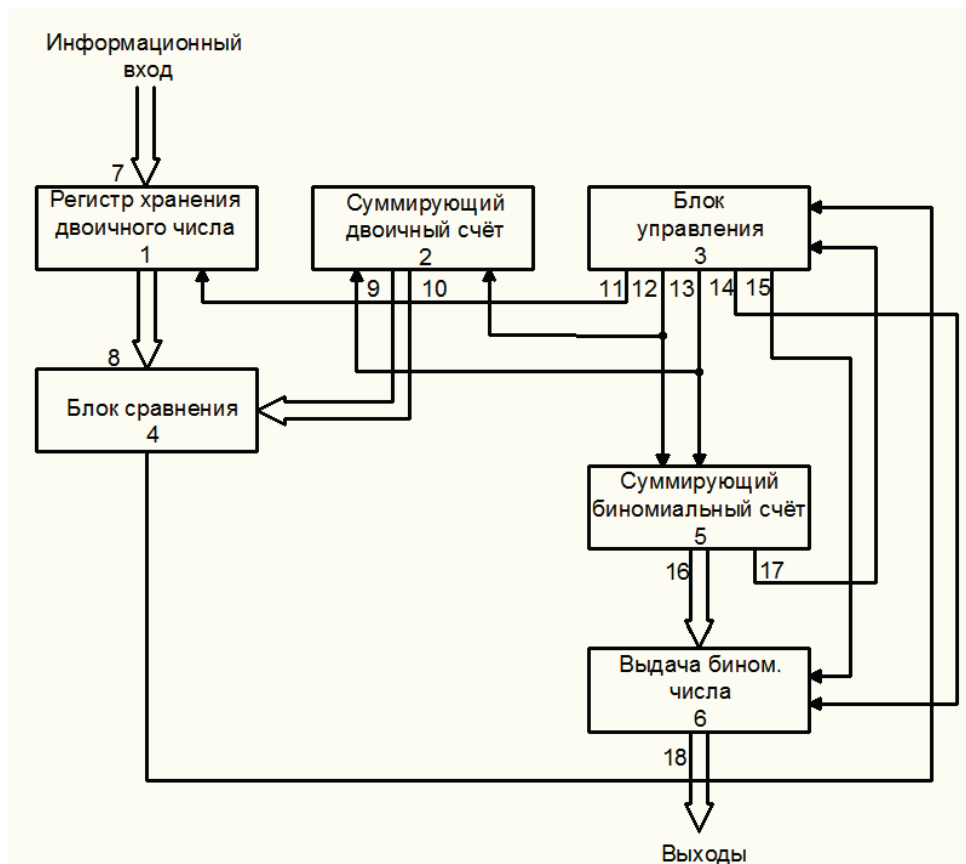 Информационный
вход
7
Регистр хранения
двоичного числа
1
Суммирующий
двоичный счёт
2
Блок
управления
3
9
10
11
12
13
14
15
8
Блок сравнения
4
Суммирующий
биномиальный счёт
5
16
17
Выдача бином.
числа
6
18
Выходы